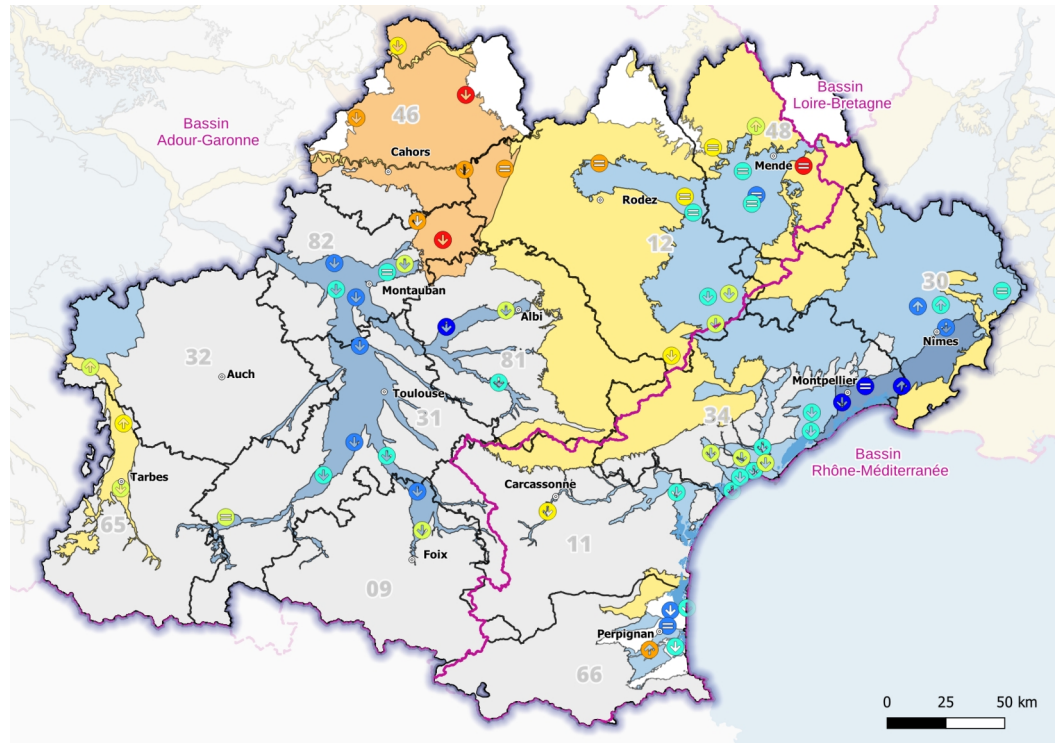 Bassin
Loire-Bretagne
Bassin
Adour-Garonne
46
48
Cahors
Mende
Rodez
12
82
Montauban
30
Albi
Nîmes
32
Auch
81
Montpellier
Toulouse
31
34
Bassin
Rhône-Méditerranée
Tarbes
Carcassonne
65
11
Foix
09
Perpignan
66
0 25 50 km